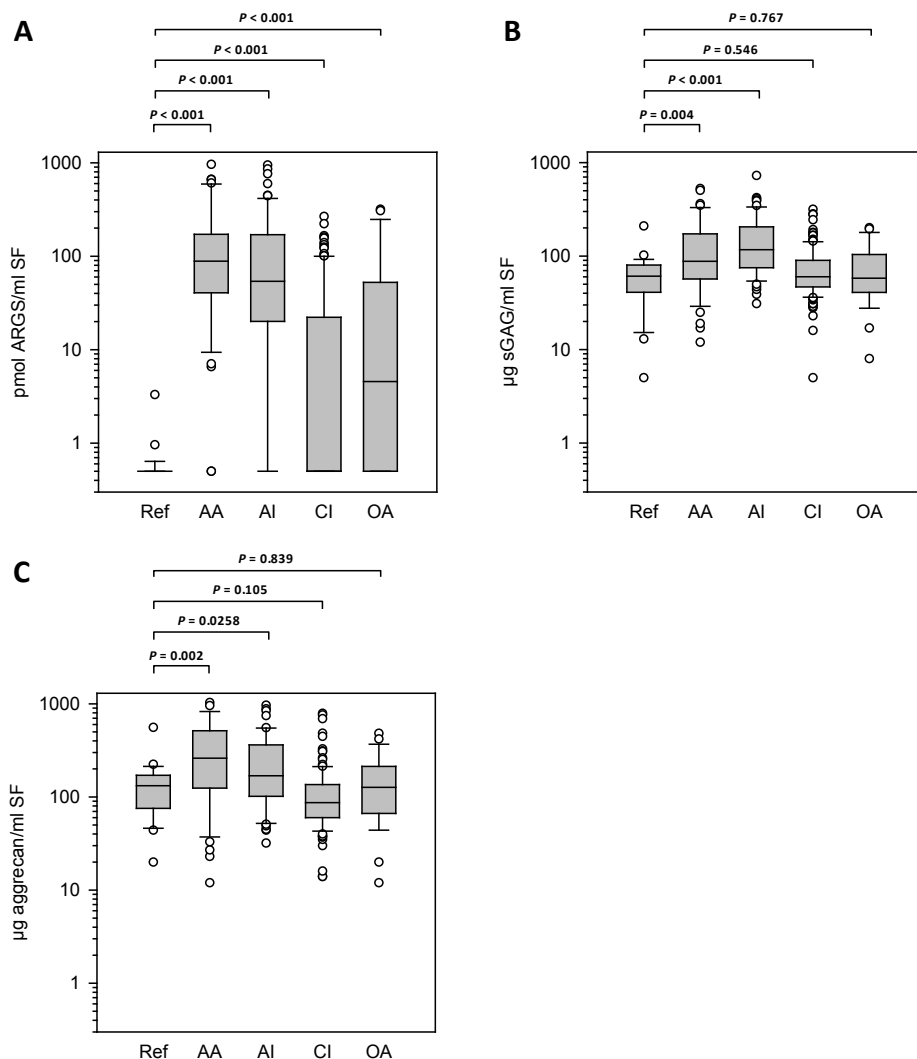 A
P < 0.001
P < 0.001
P < 0.001
P < 0.001
1000
100
10
1
pmol ARGS/ml SF
Ref AA AI CI OA
B
P = 0.767
P = 0.546
P < 0.001
P = 0.004
1000
100
10
1
µg sGAG/ml SF
Ref AA AI CI OA
C
P = 0.839
P = 0.105
P = 0.0258
P = 0.002
1000
100
10
1
µg aggrecan/ml SF
Ref AA AI CI OA